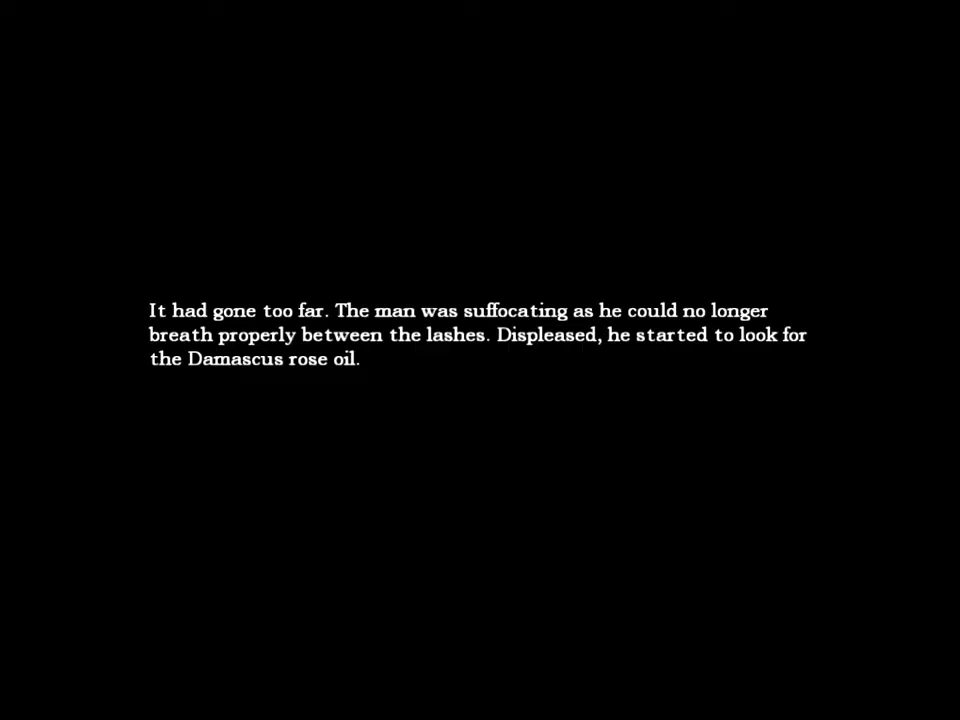 It had gone too far. The man was suffocating as he could no longer
breath properly between the lashes. Displeased, he started to look for
the Damascus rose oil.